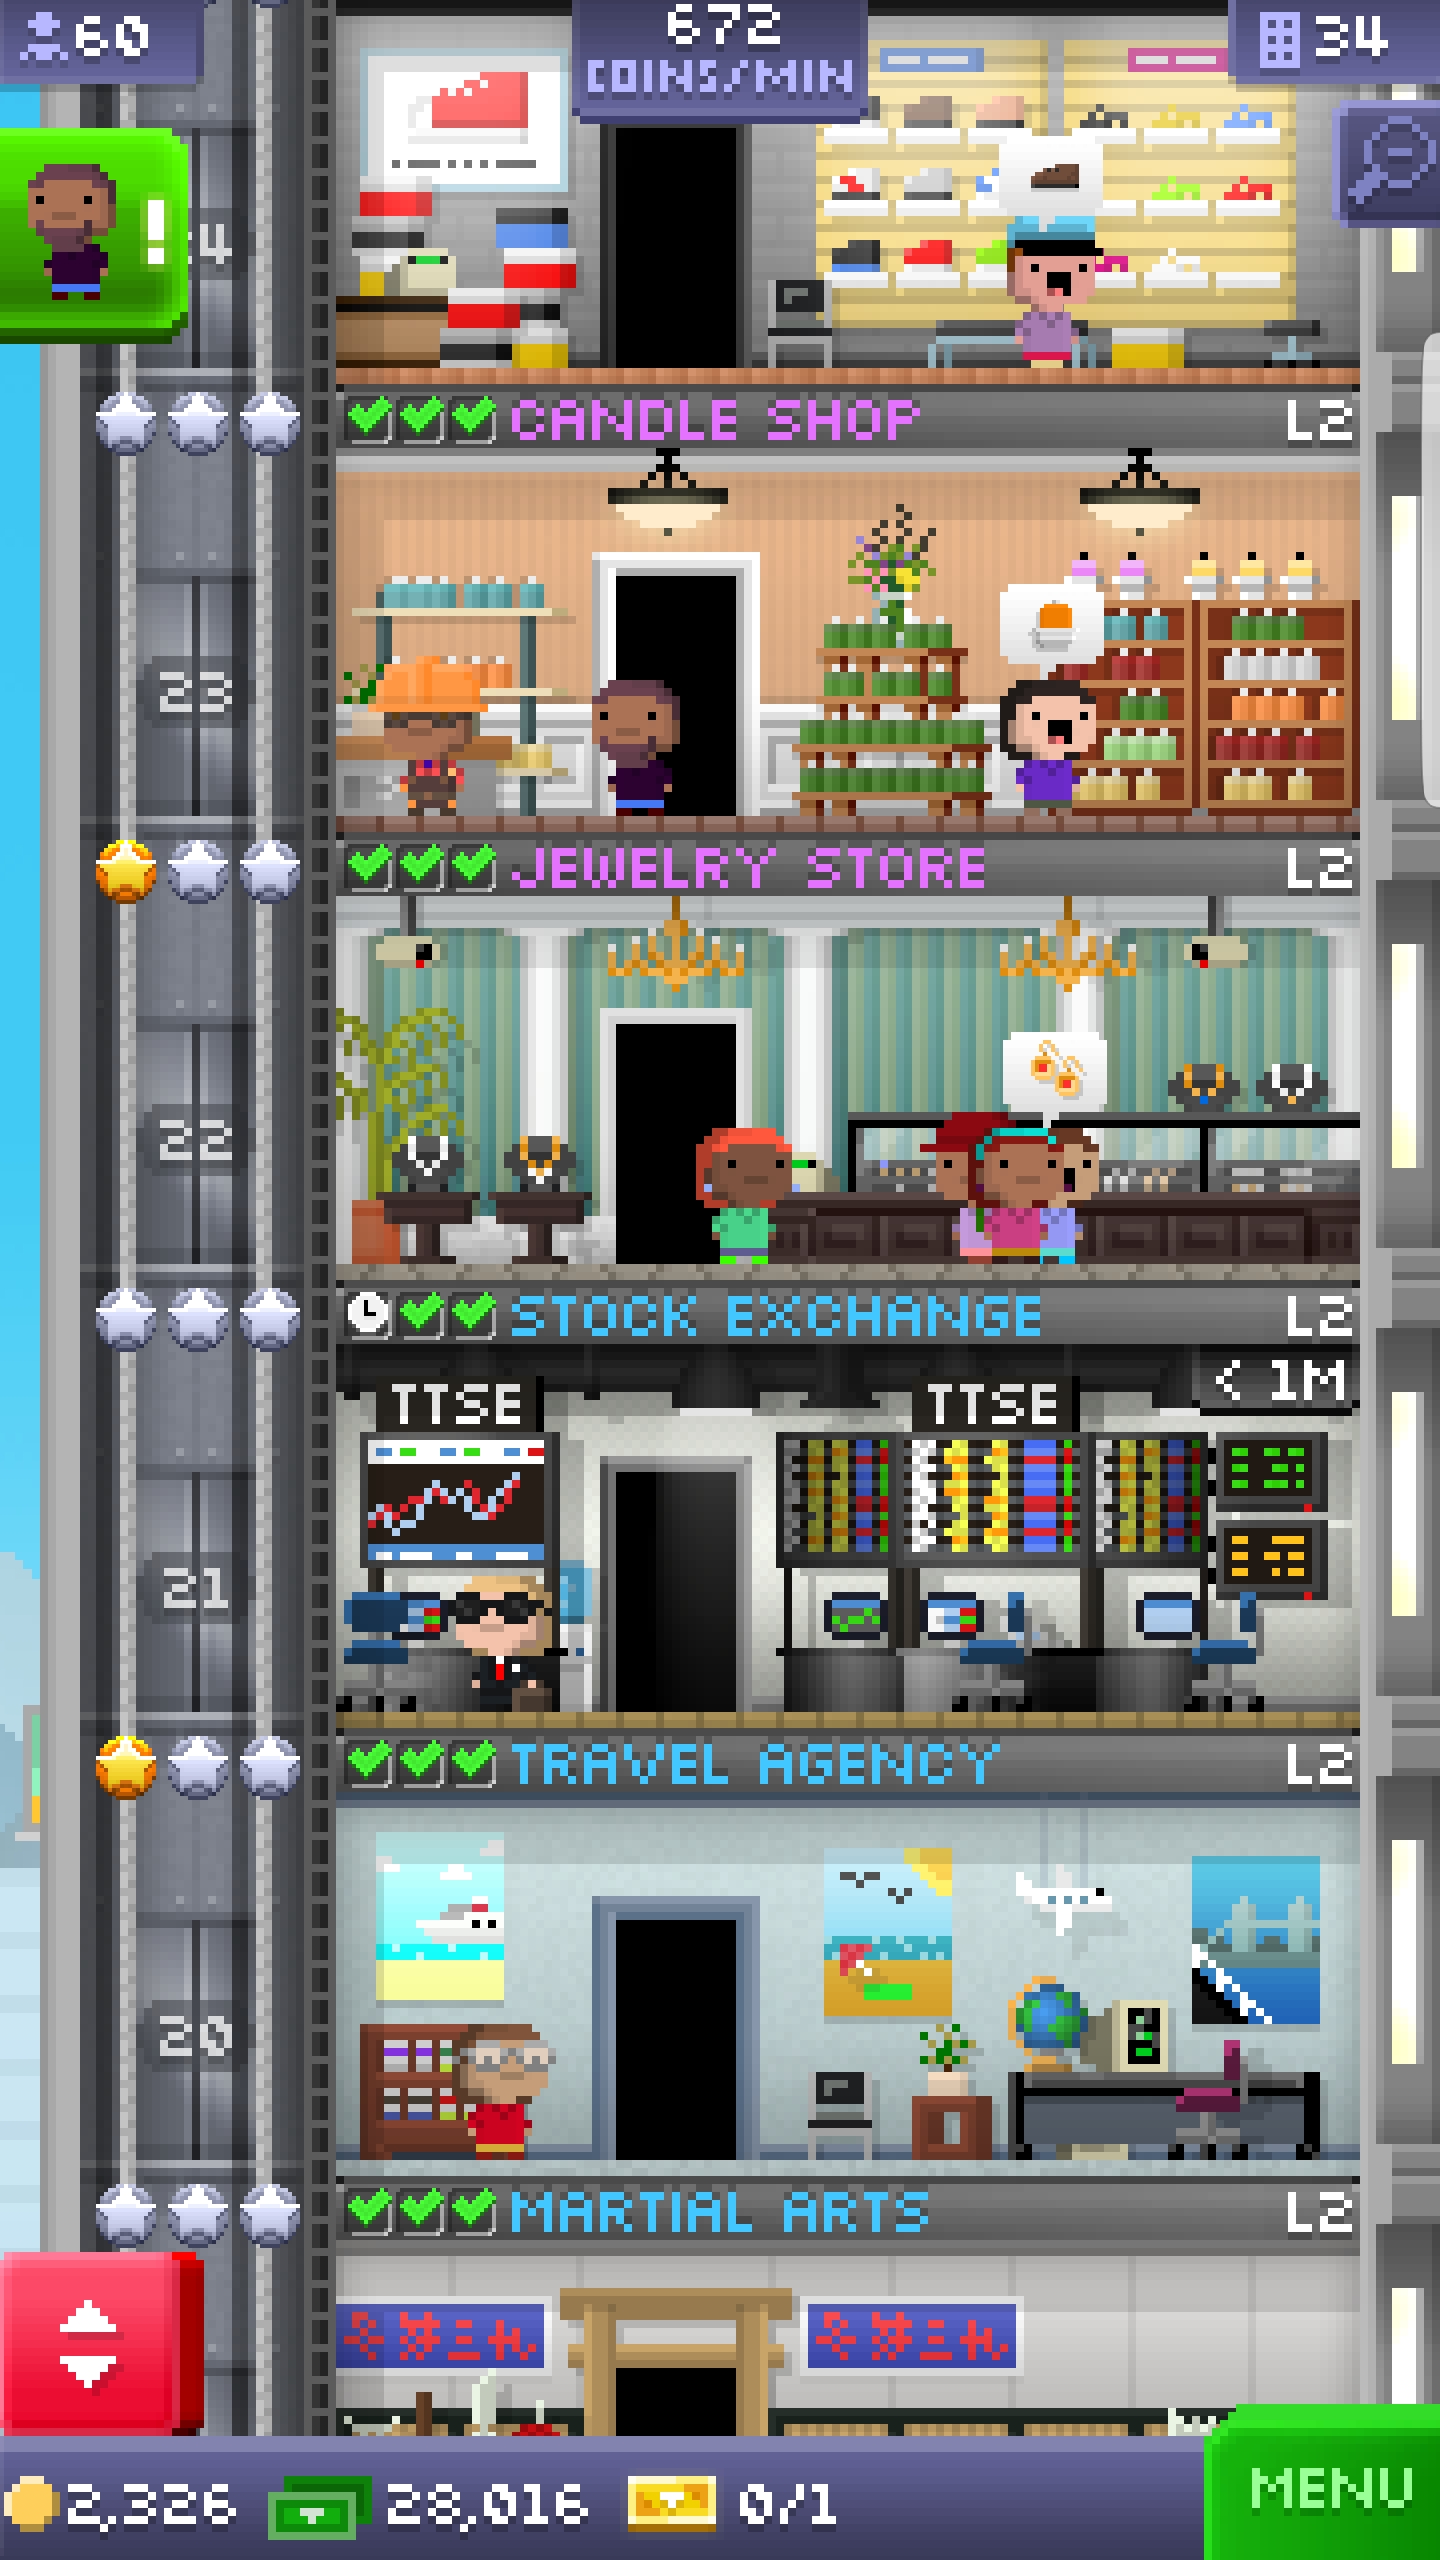 60
672
COINS/MIN
34
!
CANDLE SHOP L2
23
JEWELRY STORE L2
22
STOCK EXCHANGE L2
< 1M
TTSE
TTSE
21
TRAVEL AGENCY L2
20
MARTIAL ARTS L2
2,326
28,016
0/1
MENU